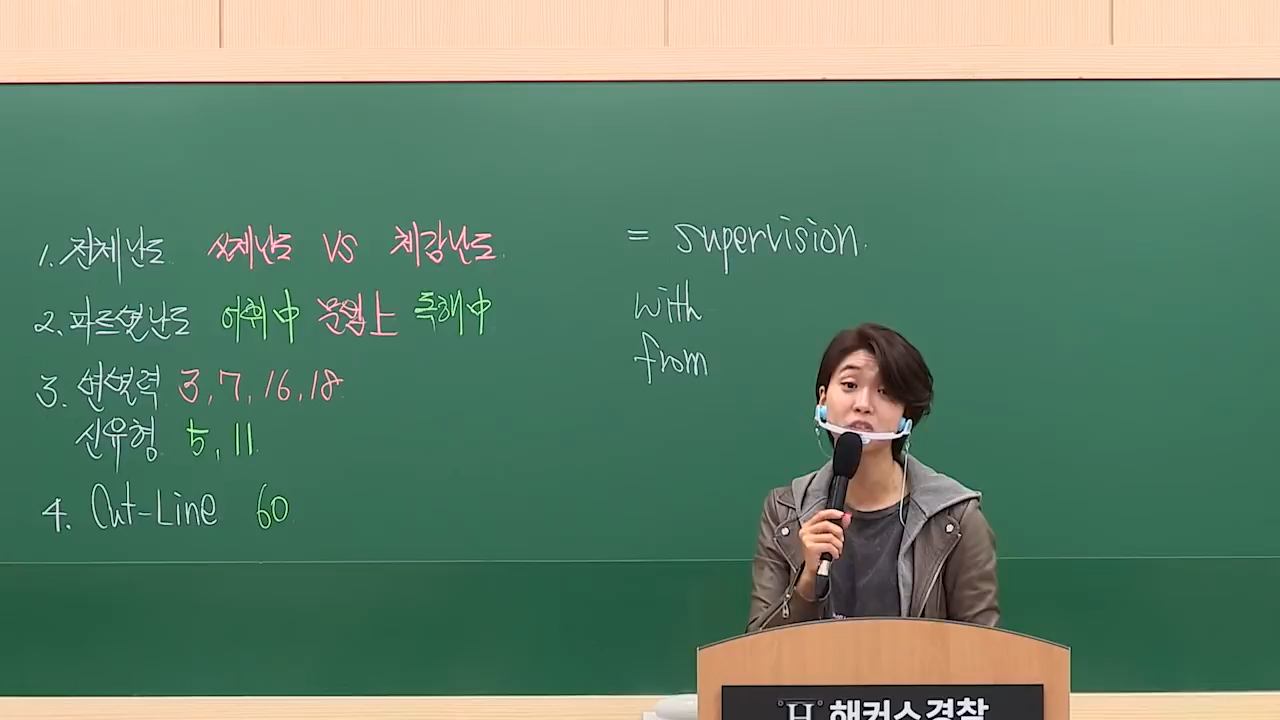 1. 전체난도 실제난도 VS 체감난도
2. 파트별난도 어휘中 문법上 독해中
3. 변별력 3, 7, 16, 18
신유형 5, 11
4. Cut-Line 60
= supervision
with
from
H 해커스경찰